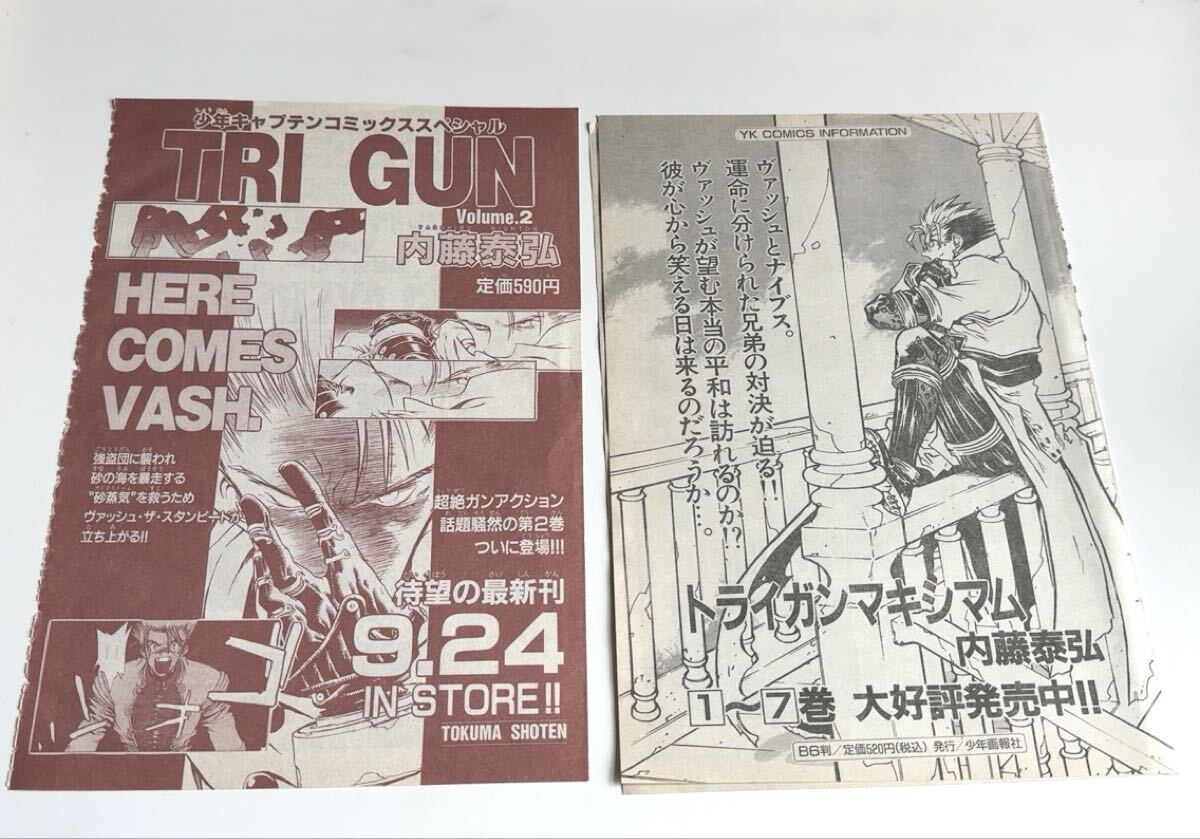 少年キャプテンコミックススペシャル
TRI GUN
Volume.2
YASUHIRO NIGHTOW
内藤泰弘
定価590円
HERE
COMES
VASH.
強盗団に襲われ
砂の海を暴走する
"砂蒸気"を救うため
ヴァッシュ・ザ・スタンピードが
立ち上がる!!
超絶ガンアクション
話題騒然の第2巻
ついに登場!!!
待望の最新刊
9.24
IN STORE!!
TOKUMA SHOTEN
YK COMICS INFORMATION
ヴァッシュとナイブス。
運命に分けられた兄弟の対決が迫る!!
ヴァッシュが望む本当の平和は訪れるのか!?
彼が心から笑える日は来るのだろうか…。
トライガンマキシマム
内藤泰弘
1〜7巻 大好評発売中!!
B6判/定価520円(税込) 発行/少年画報社